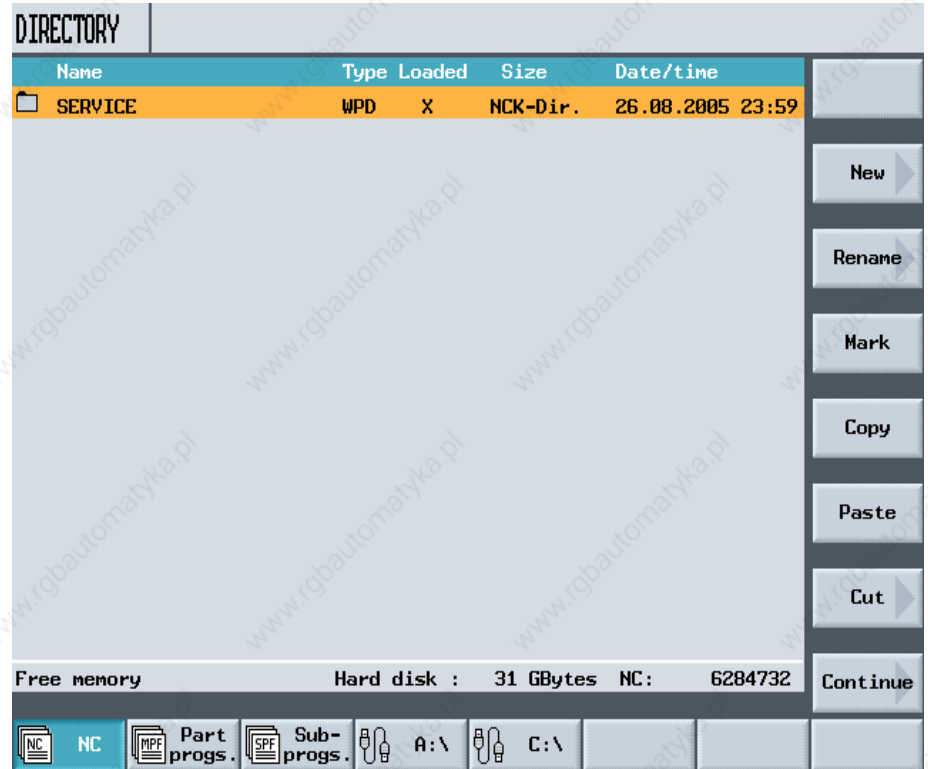 DIRECTORY
Name Type Loaded Size Date/time
SERVICE WPD X NCK-Dir. 26.08.2005 23:59
New
Rename
Mark
Copy
Paste
Cut
Free memory Hard disk : 31 GBytes NC: 6284732
Continue
NC NC
MPF Part progs.
SPF Sub- progs.
A:\
C:\
www.rgbautomatyka.pl